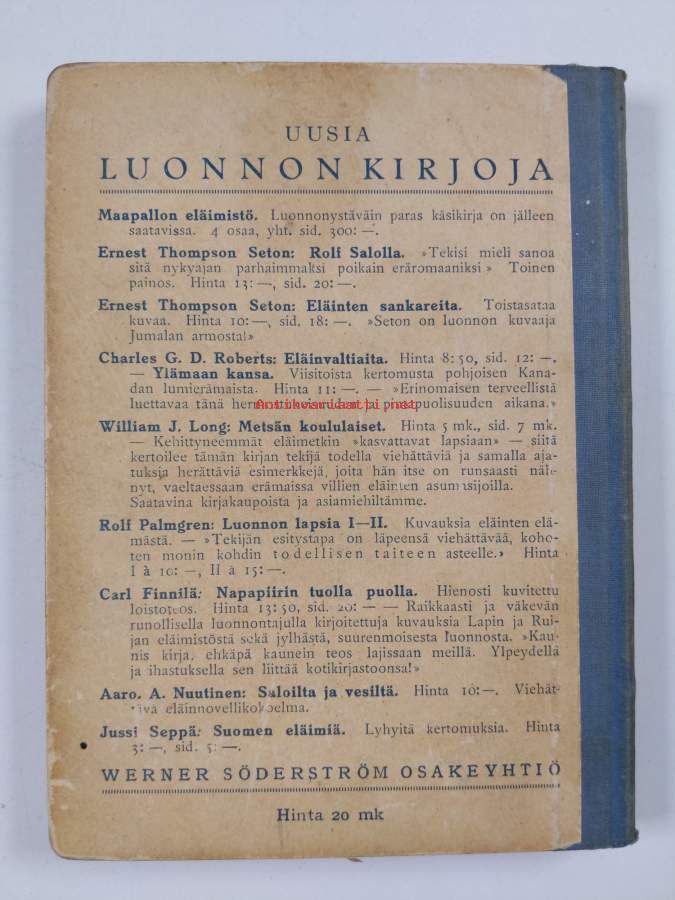 UUSIA
LUONNON KIRJOJA
Maapallon eläimistö. Luonnonystäväin paras käsikirja on jälleen
saatavissa. 4 osaa, yht. sid. 300: —.
Ernest Thompson Seton: Rolf Salolla. »Tekisi mieli sanoa
sitä nykyajan parhaimmaksi poikain eräromaaniksi» Toinen
painos. Hinta 13: —, sid. 20: —.
Ernest Thompson Seton: Eläinten sankareita. Toistasataa
kuvaa. Hinta 10: —, sid. 18: —. »Seton on luonnon kuvaaja
Jumalan armosta!»
Charles G. D. Roberts: Eläinvaltiaita. Hinta 8: 50, sid. 12: —.
— Ylämaan kansa. Viisitoista kertomusta pohjoisen Kana-
dan lumierämaista. Hinta 11: —. — »Erinomaisen terveellistä
luettavaa tänä aikana.»
Antikvariaatti.net
William J. Long: Metsän koululaiset. Hinta 5 mk., sid. 7 mk.
— Kehittyneemmät eläimetkin »kasvattavat lapsiaan» — siitä
kertoilee tämän kirjan tekijä todella viehättäviä ja samalla aja-
tuksia herättäviä esimerkkejä, joita hän itse on runsaasti näh-
nyt, vaeltaessaan erämaissa villien eläinten asumasijoilla.
Saatavina kirjakaupoista ja asiamiehiltämme.
Rolf Palmgren: Luonnon lapsia I—II. Kuvauksia eläinten elä-
mästä. — »Tekijän esitystapa on läpeensä viehättävää, koho-
ten monin kohdin todellisen taiteen asteelle.» Hinta
I à 10: —, II à 15: —.
Carl Finnilä: Napapiirin tuolla puolla. Hienosti kuvitettu
loistoteos. Hinta 13: 50, sid. 20: — — Raikkaasti ja väkevän
runollisella luonnontajulla kirjoitettuja kuvauksia Lapin ja Rui-
jan eläimistöstä sekä jylhästä, suurenmoisesta luonnosta. »Kau-
nis kirja, ehkäpä kaunein teos lajissaan meillä. Ylpeydellä
ja ihastuksella sen liittää kotikirjastoonsa!»
Aaro. A. Nuutinen: Saloilta ja vesiltä. Hinta 10: —. Viehät-
tävä eläinnovellikokoelma.
Jussi Seppä: Suomen eläimiä. Lyhyitä kertomuksia. Hinta
3: —, sid. 5: —.
WERNER SÖDERSTRÖM OSAKEYHTIÖ
Hinta 20 mk